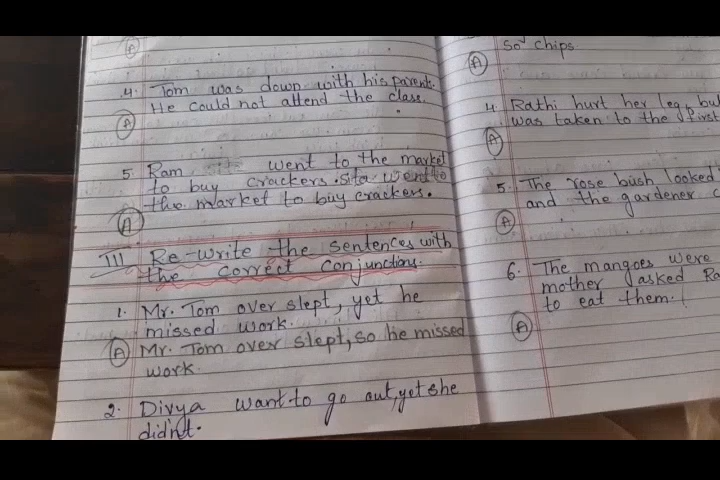 A
4. Tom was down with his parents.
He could not attend the class.
A
5. Ram went to the market
to buy crackers. Sita went to
the market to buy crackers.
A
III Re-write the sentences with
the correct conjunctions.
1. Mr. Tom over slept, yet he
missed work.
A Mr. Tom over slept, so he missed
work.
2. Divya want to go out, yet she
didn't.
so chips
A
4. Rathi hurt her leg, but
was taken to the first
A
5. The rose bush looked
and the gardener
A
6. The mangoes were
mother asked Ra
to eat them.
A